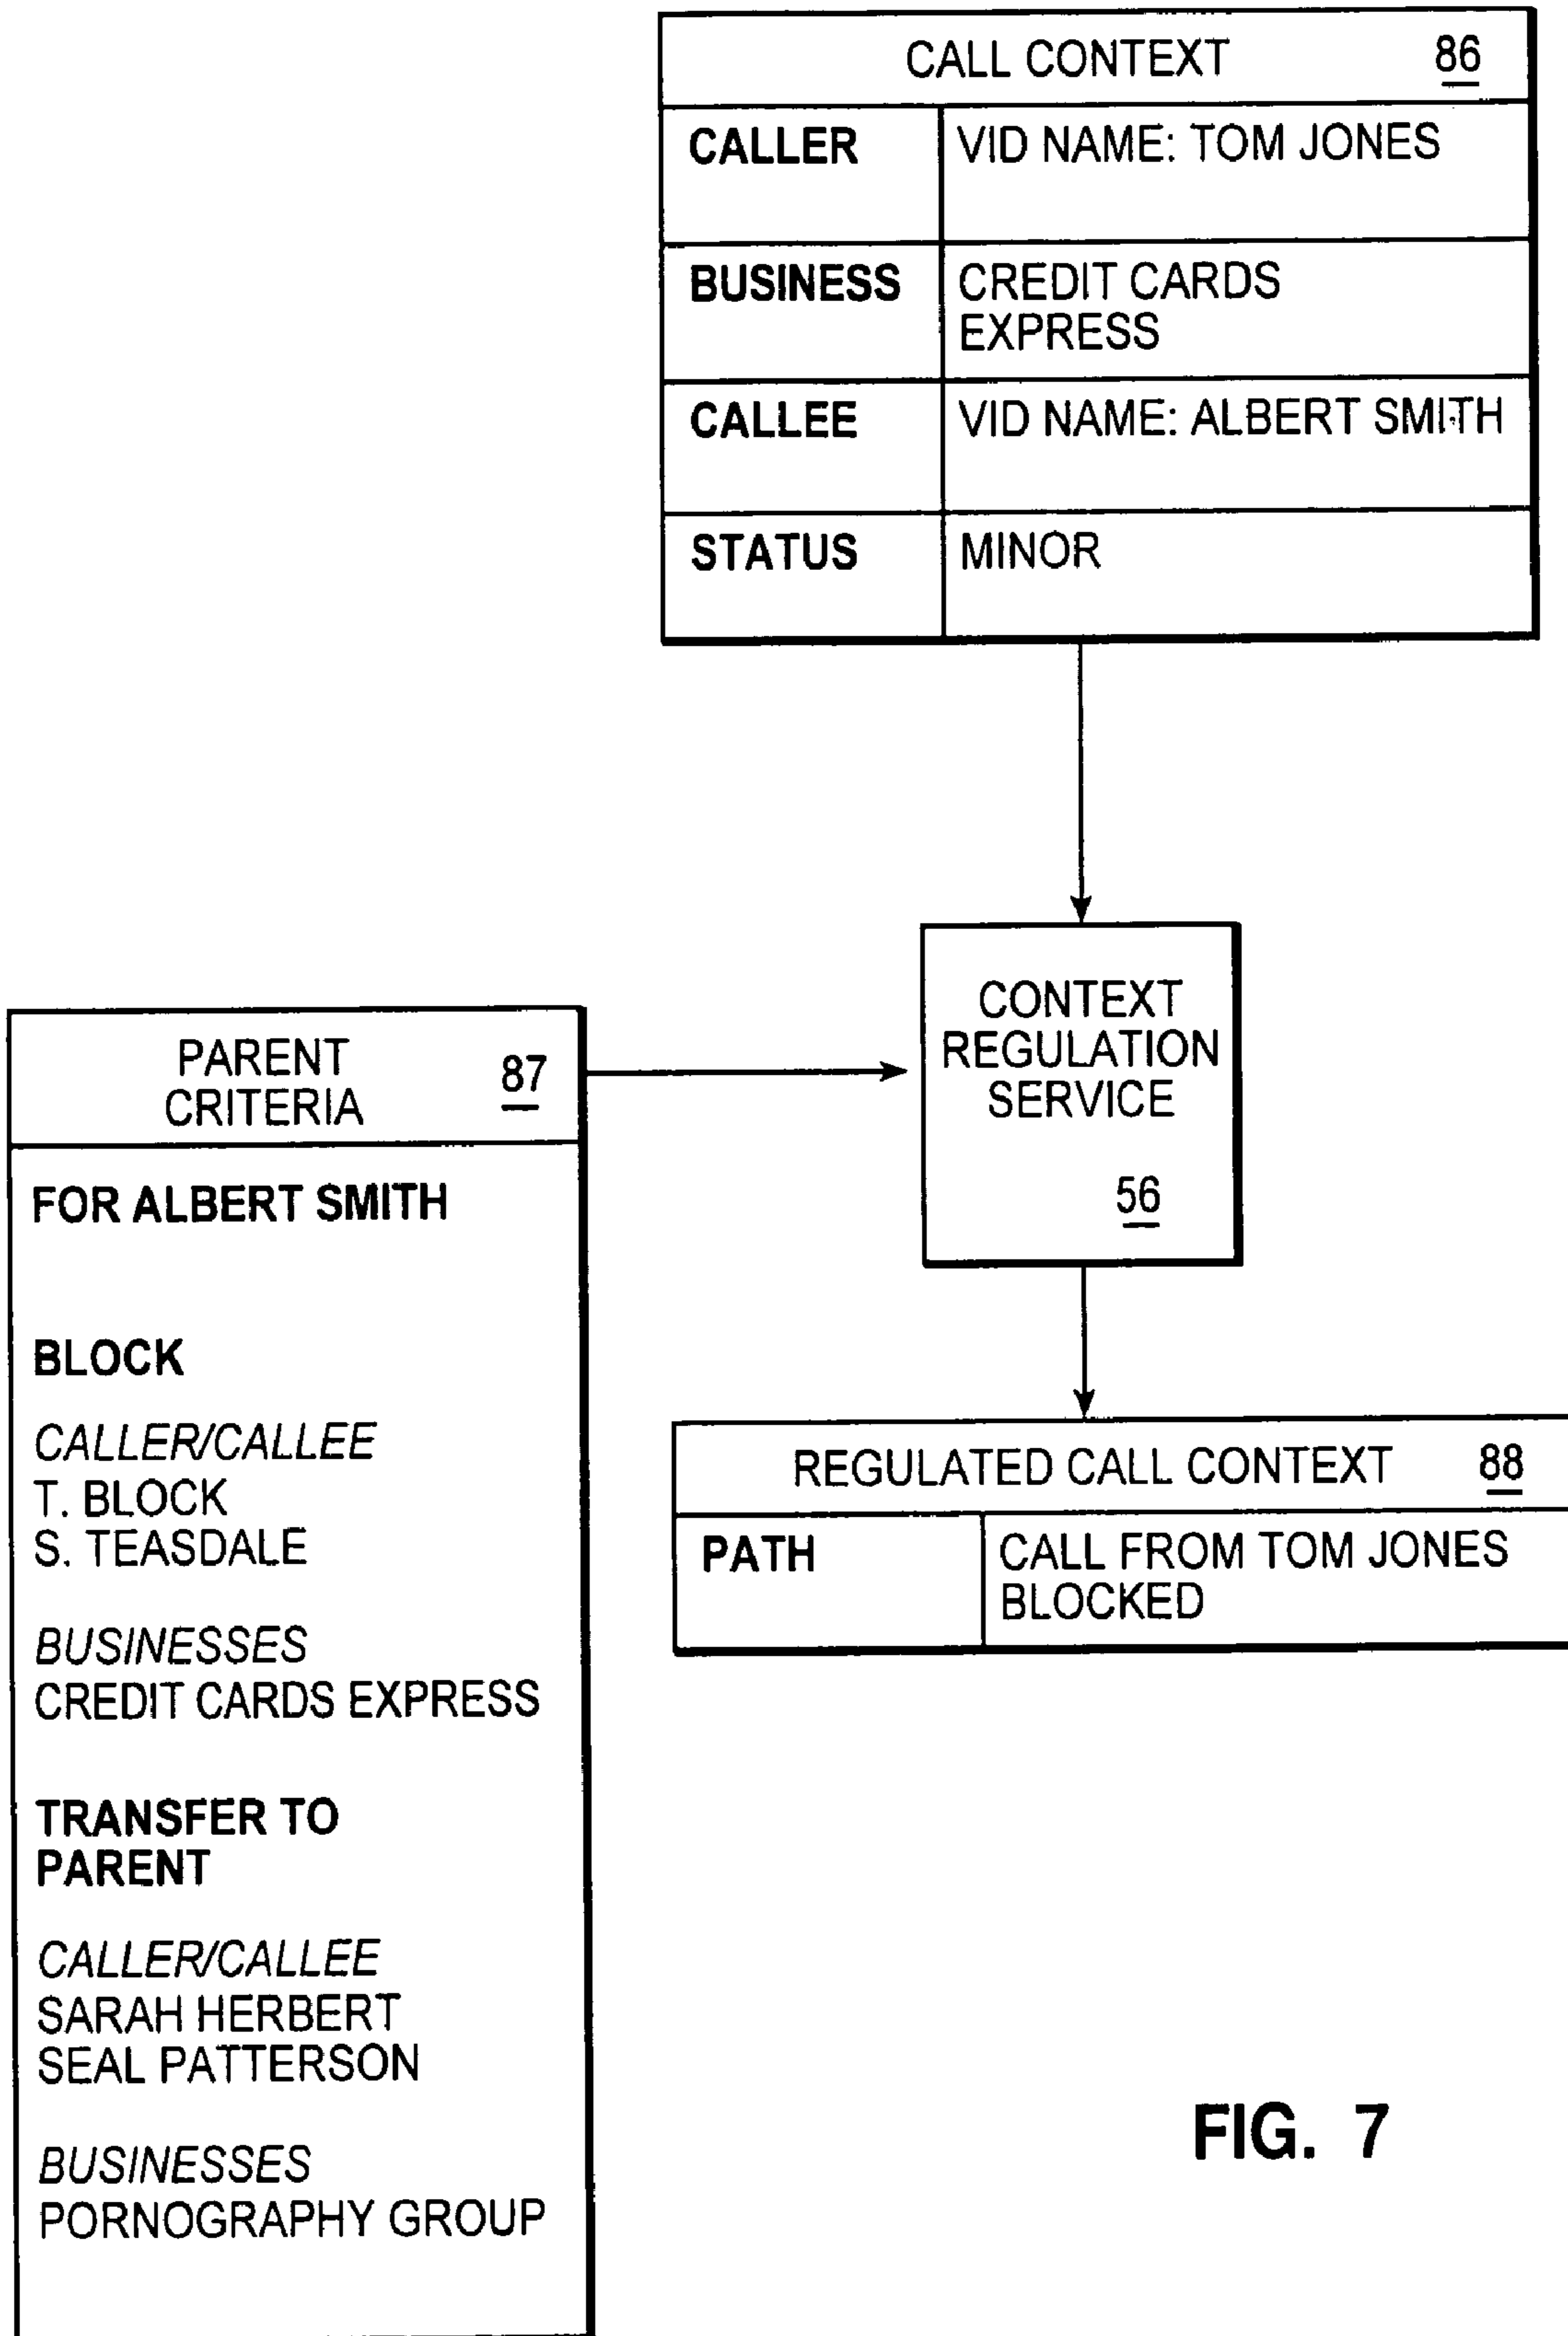 CALL CONTEXT 86
CALLER VID NAME: TOM JONES
BUSINESS CREDIT CARDS
EXPRESS
CALLEE VID NAME: ALBERT SMITH
STATUS MINOR
CONTEXT
REGULATION
SERVICE
56
PARENT
CRITERIA
87
FOR ALBERT SMITH
BLOCK
CALLER/CALLEE
T. BLOCK
S. TEASDALE
BUSINESSES
CREDIT CARDS EXPRESS
TRANSFER TO
PARENT
CALLER/CALLEE
SARAH HERBERT
SEAL PATTERSON
BUSINESSES
PORNOGRAPHY GROUP
REGULATED CALL CONTEXT 88
PATH CALL FROM TOM JONES
BLOCKED
FIG. 7